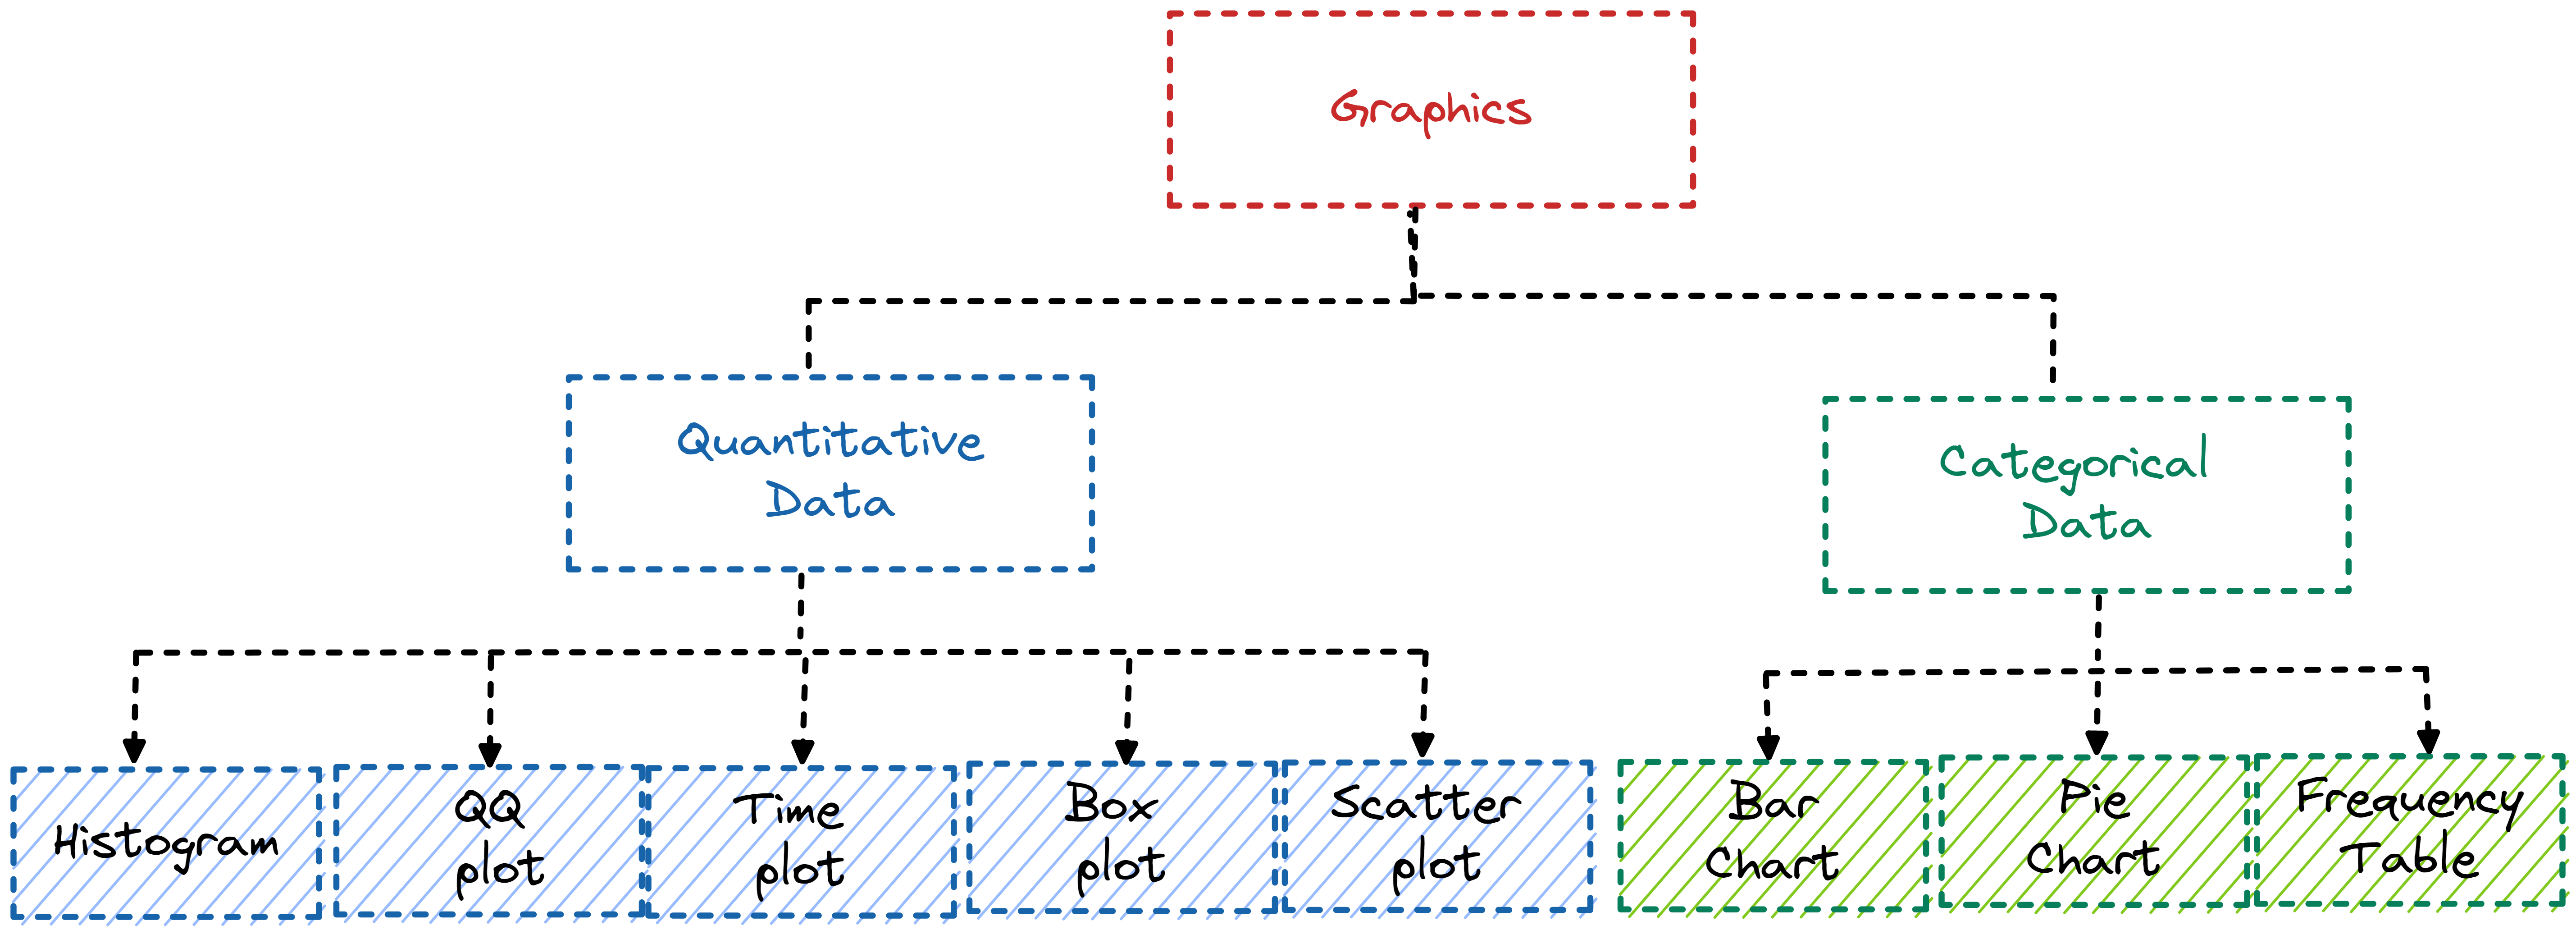 Graphics
Quantitative
Data
Categorical
Data
Histogram
QQ
plot
Time
plot
Box
plot
Scatter
plot
Bar
Chart
Pie
Chart
Frequency
Table